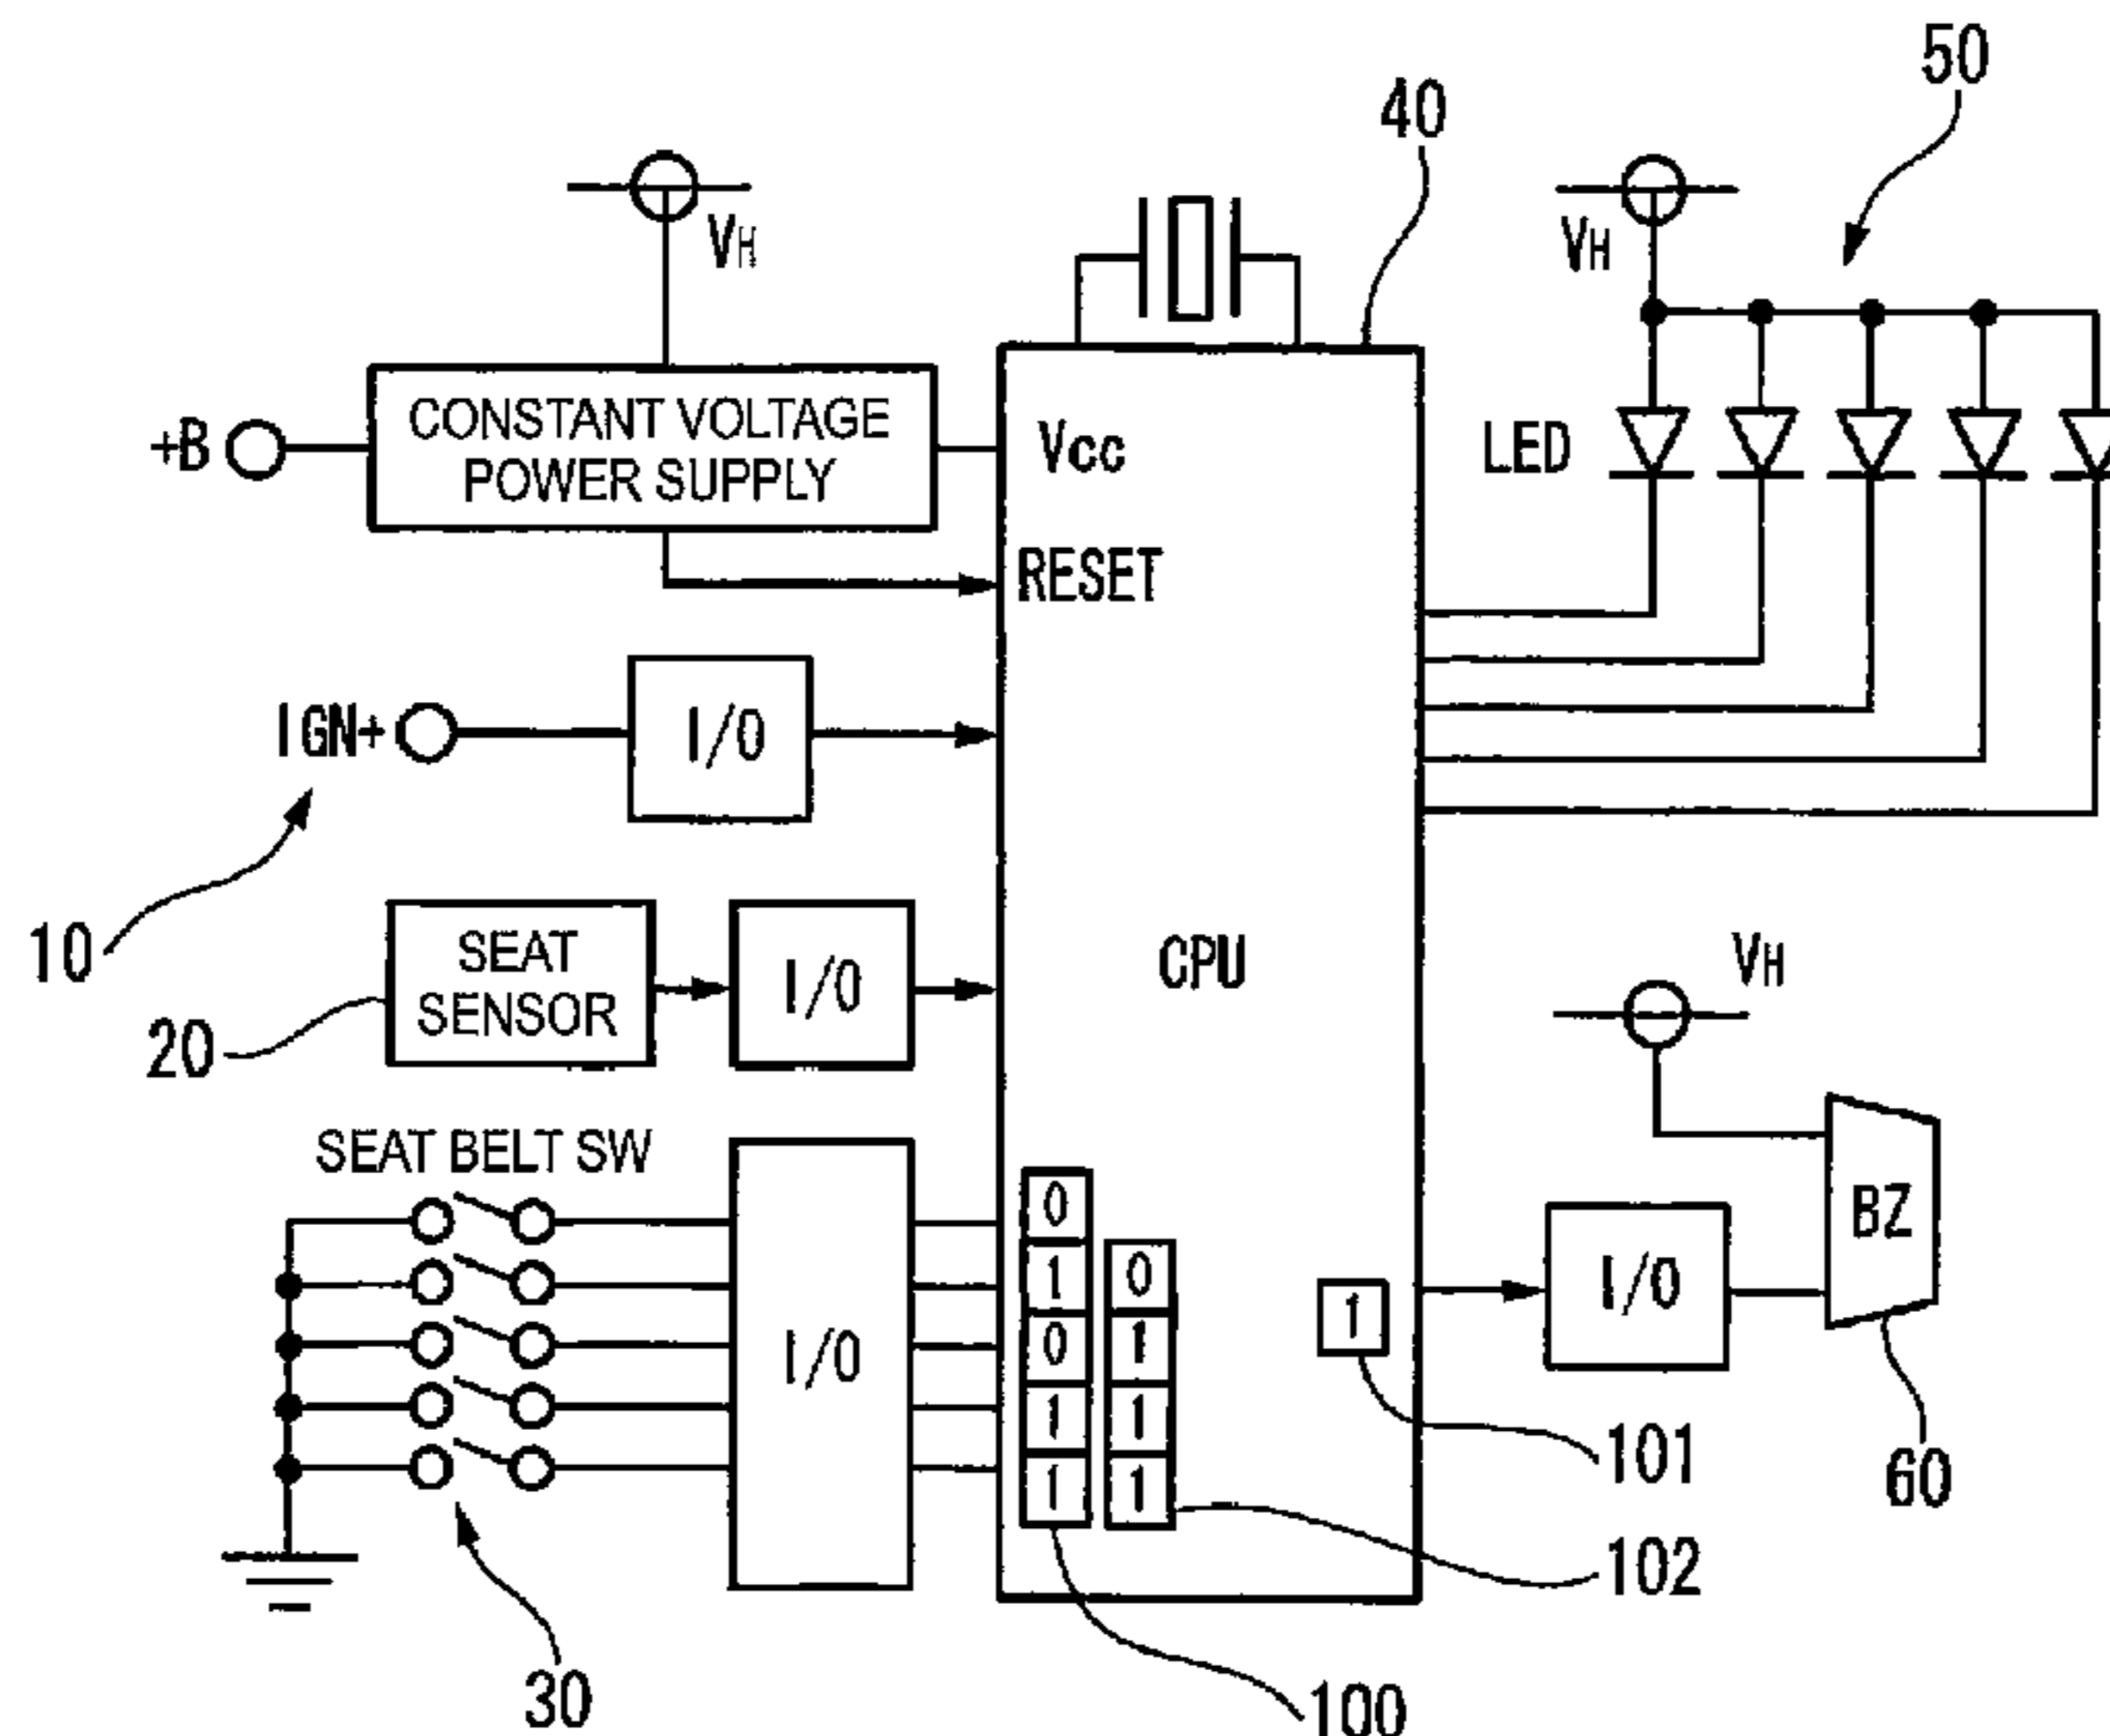 50
40
VH
VH
CONSTANT VOLTAGE
POWER SUPPLY
+B
Vcc
LED
RESET
IGN+
I/O
10
SEAT
SENSOR
I/O
CPU
VH
20
SEAT BELT SW
I/O
0
1
0
1
1
0
1
1
1
1
I/O
BZ
101
60
102
30
100